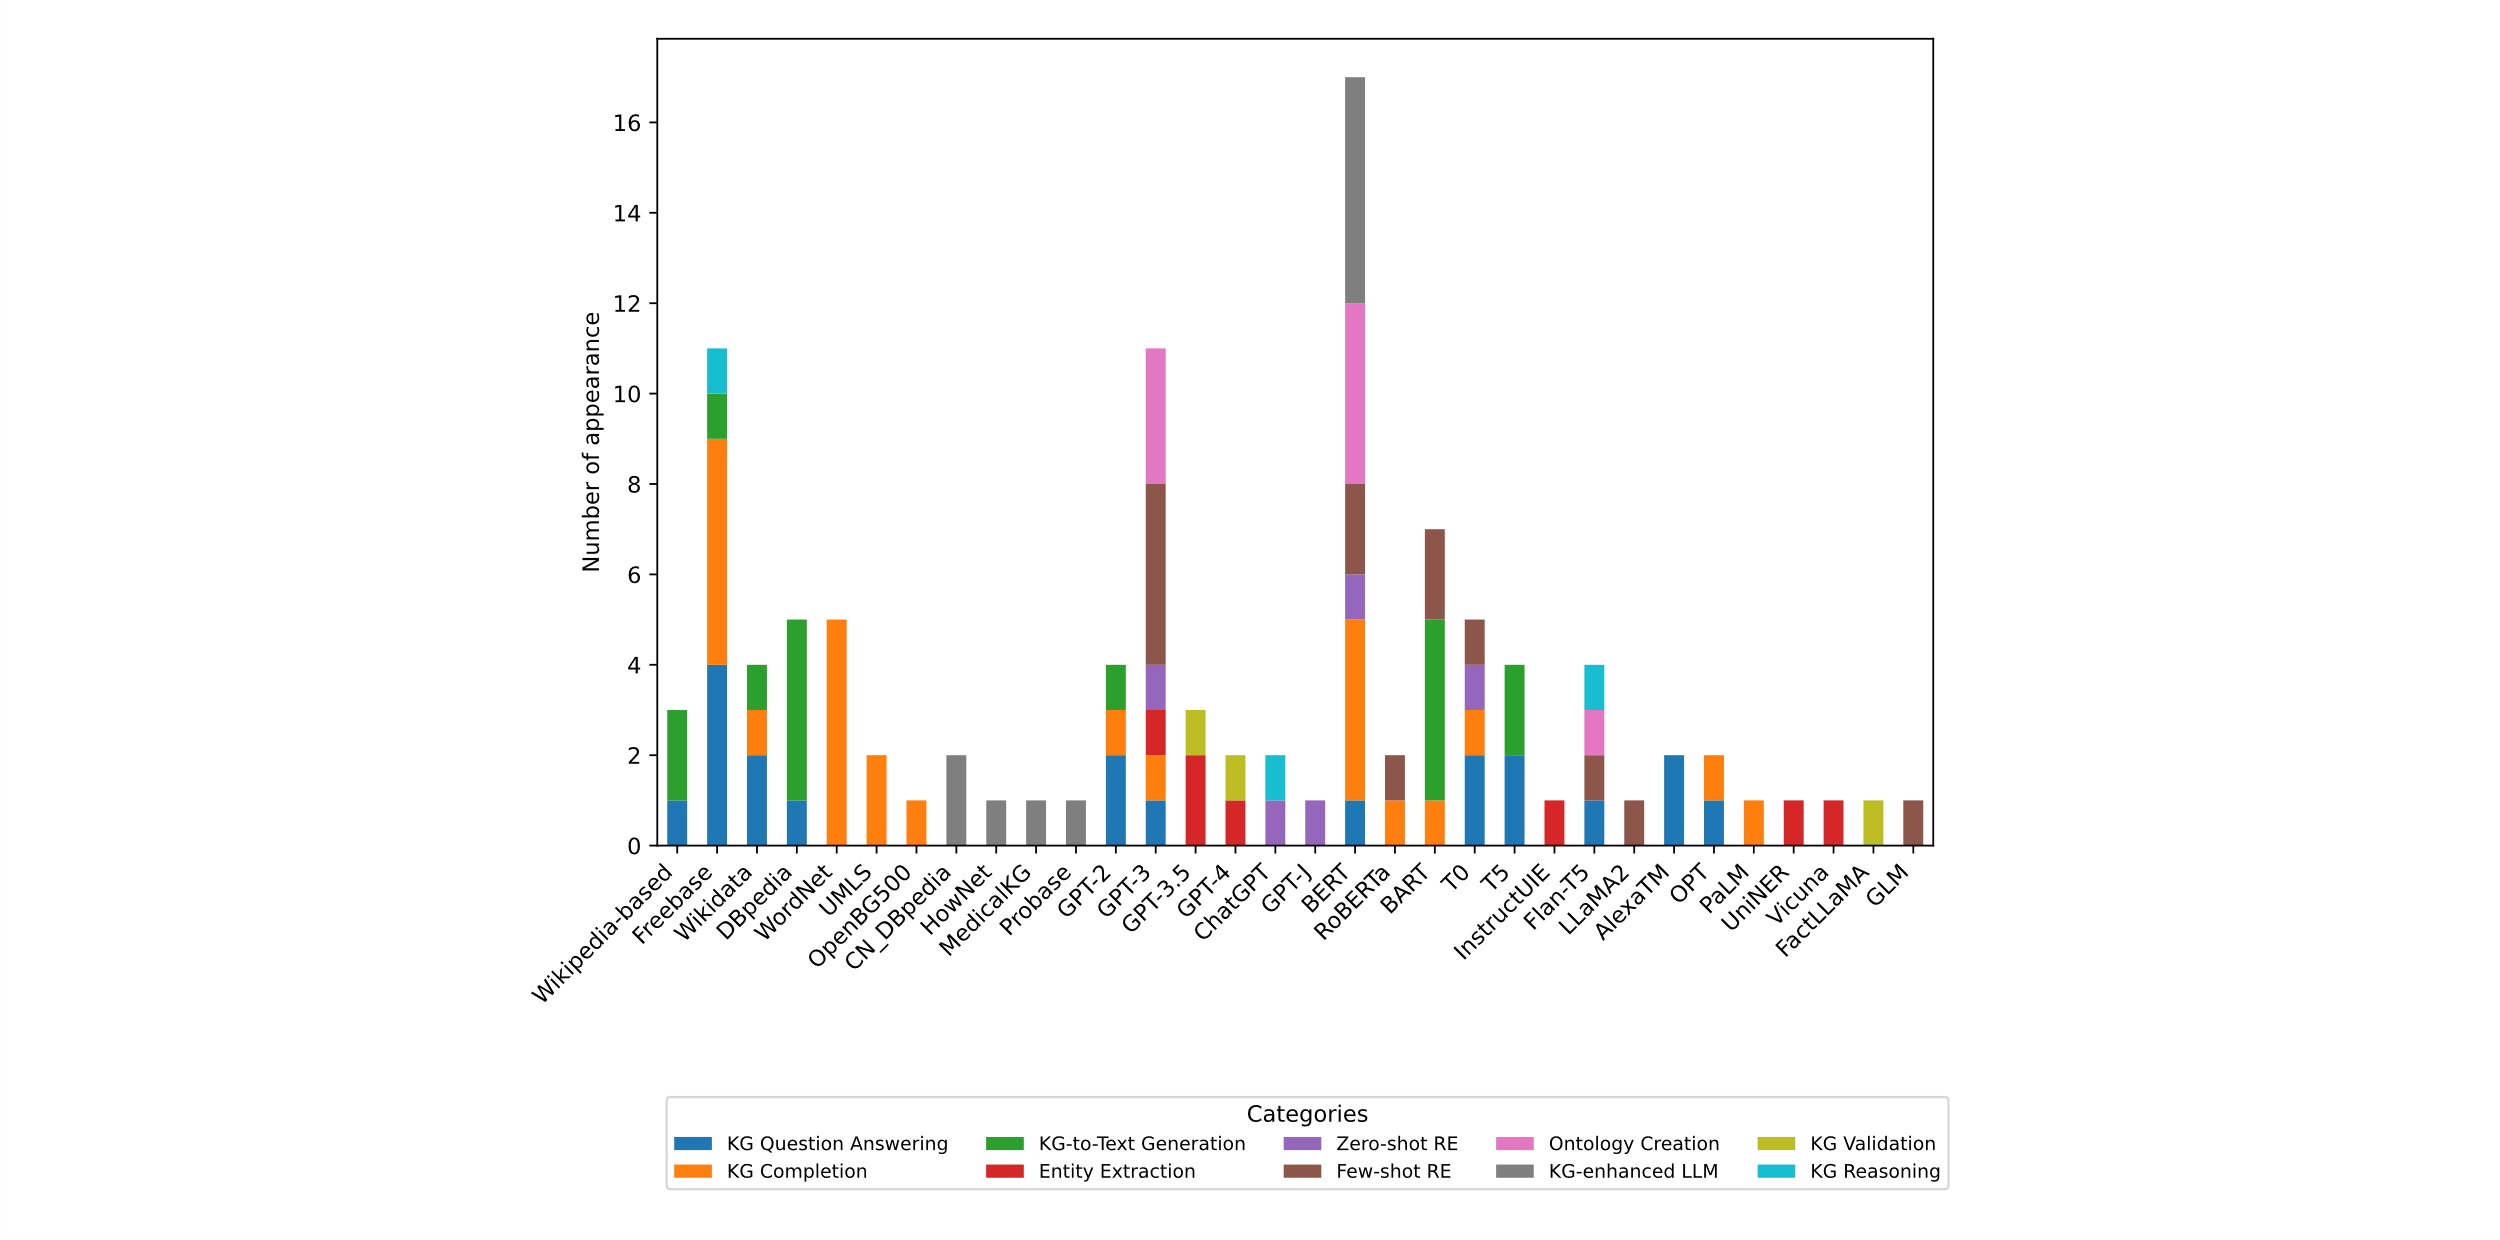 Number of appearance
16
14
12
10
8
6
4
2
0
Wikipedia-based
Freebase
Wikidata
DBpedia
WordNet
UMLS
OpenBG500
CN_DBpedia
HowNet
MedicalKG
Probase
GPT-2
GPT-3
GPT-3.5
GPT-4
ChatGPT
GPT-J
BERT
RoBERTa
BART
T0
T5
InstructUIE
Flan-T5
LLaMA2
AlexaTM
OPT
PaLM
UniNER
Vicuna
FactLLaMA
GLM
Categories
KG Question Answering
KG Completion
KG-to-Text Generation
Entity Extraction
Zero-shot RE
Few-shot RE
Ontology Creation
KG-enhanced LLM
KG Validation
KG Reasoning